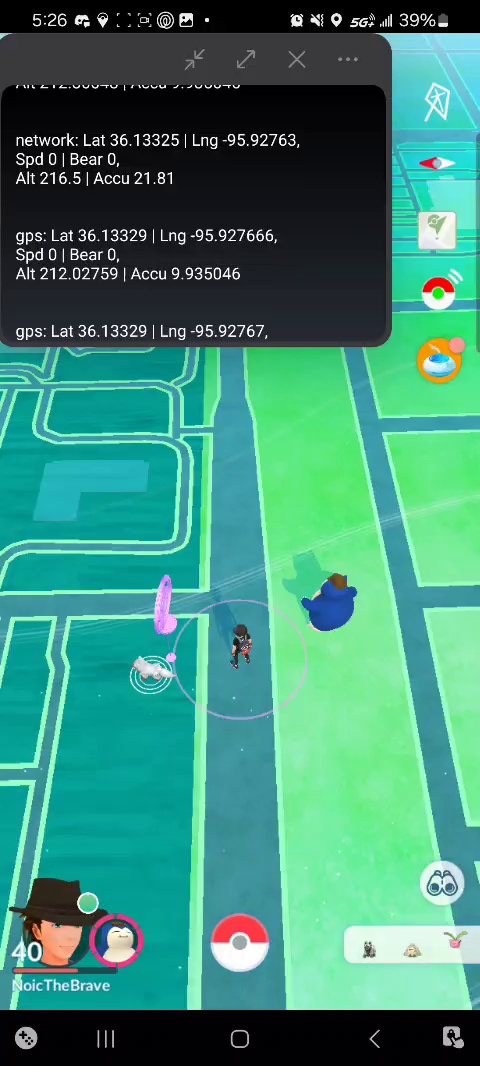 5:26
5G+
39%
network: Lat 36.13325 | Lng -95.92763,
Spd 0 | Bear 0,
Alt 216.5 | Accu 21.81
gps: Lat 36.13329 | Lng -95.927666,
Spd 0 | Bear 0,
Alt 212.02759 | Accu 9.935046
gps: Lat 36.13329 | Lng -95.92767,
40
NoicTheBrave